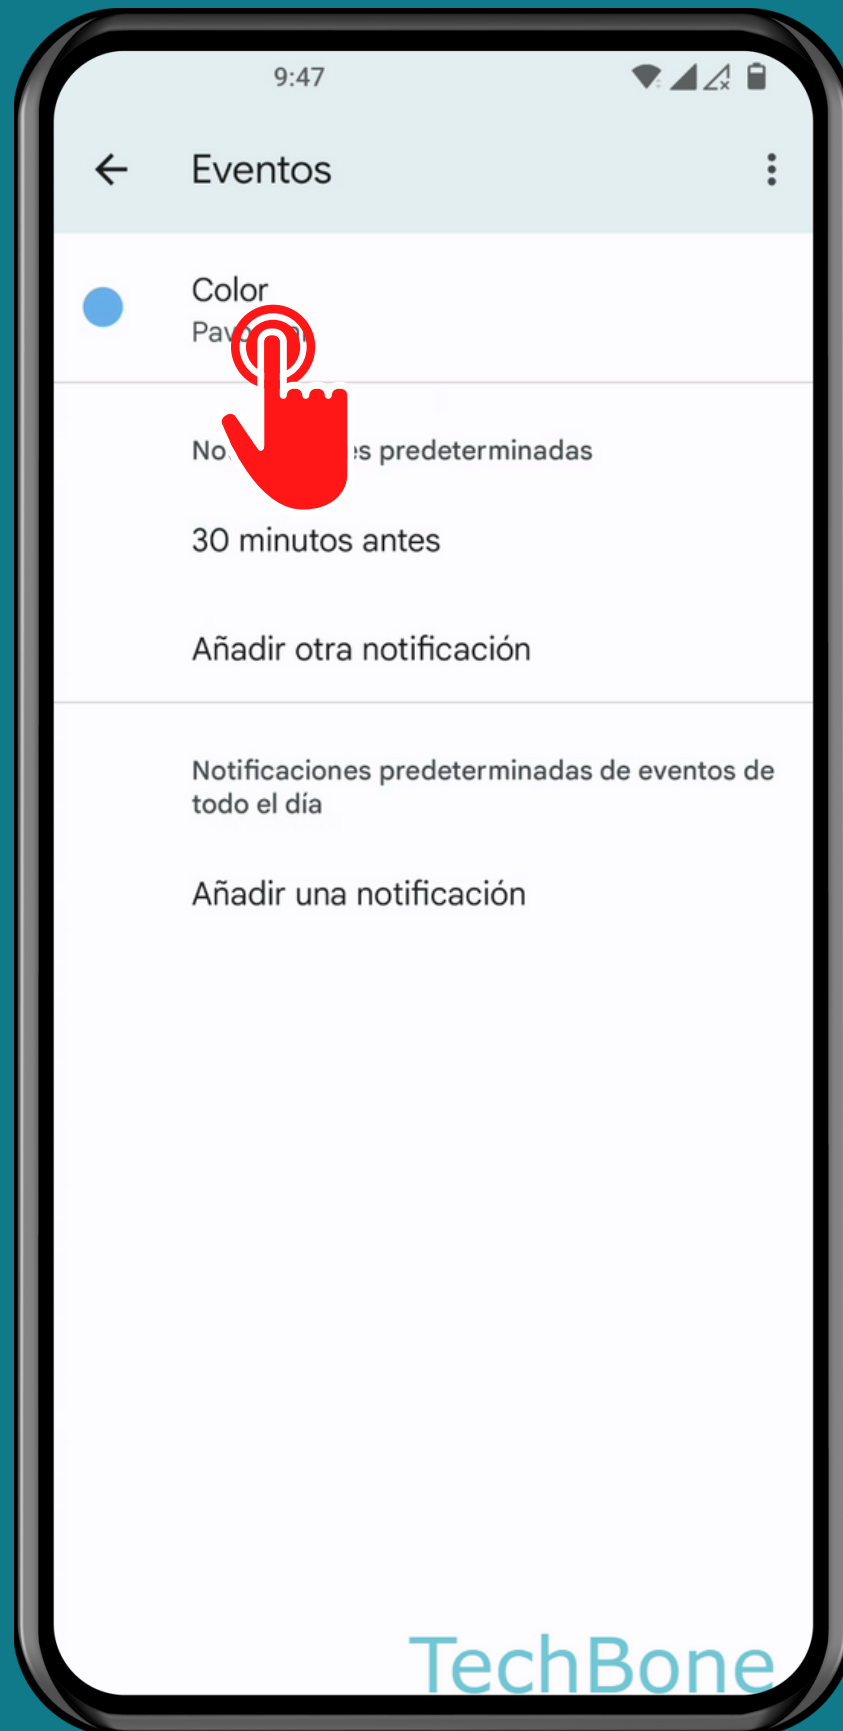 9:47
Eventos
Color
predeterminadas
30 minutos antes
Añadir otra notificación
Notificaciones predeterminadas de eventos de
todo el día
Añadir una notificación
TechBone